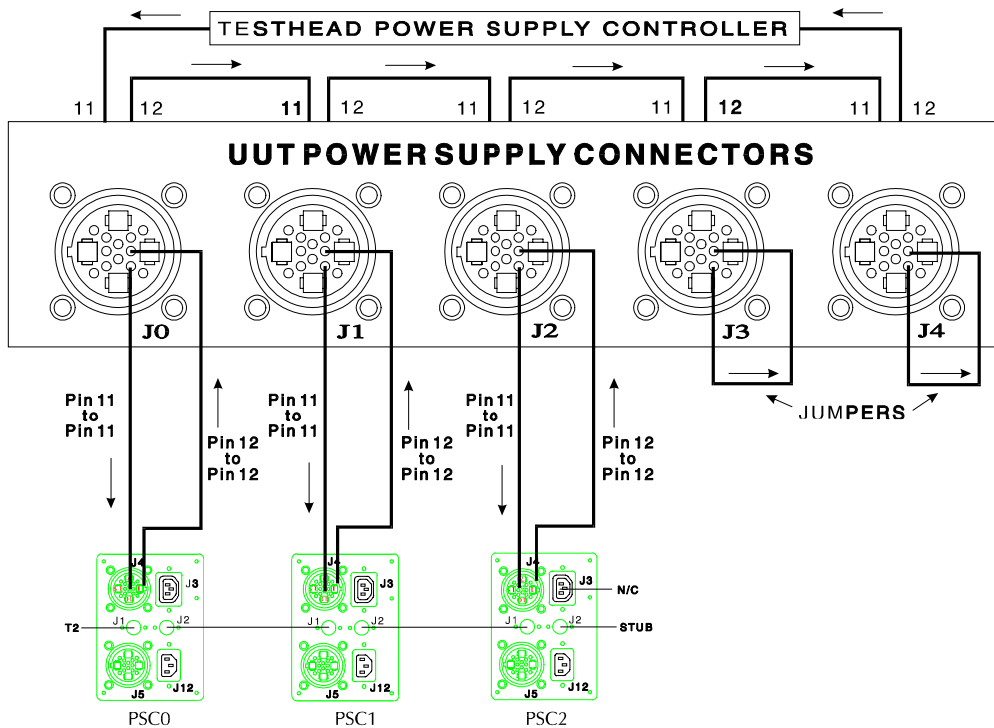 TESTHEAD POWER SUPPLY CONTROLLER
11 12 11 12 11 12 11 12 11 12
UUT POWER SUPPLY CONNECTORS
J0 J1 J2 J3 J4
JUMPERS
Pin 11
to
Pin 11
Pin 12
to
Pin 12
Pin 11
to
Pin 11
Pin 12
to
Pin 12
Pin 11
to
Pin 11
Pin 12
to
Pin 12
J4 J3 J4 J3 J4 J3 N/C
T2 J1 J2 J1 J2 J1 J2 STUB
J5 J12 J5 J12 J5 J12
PSC0 PSC1 PSC2